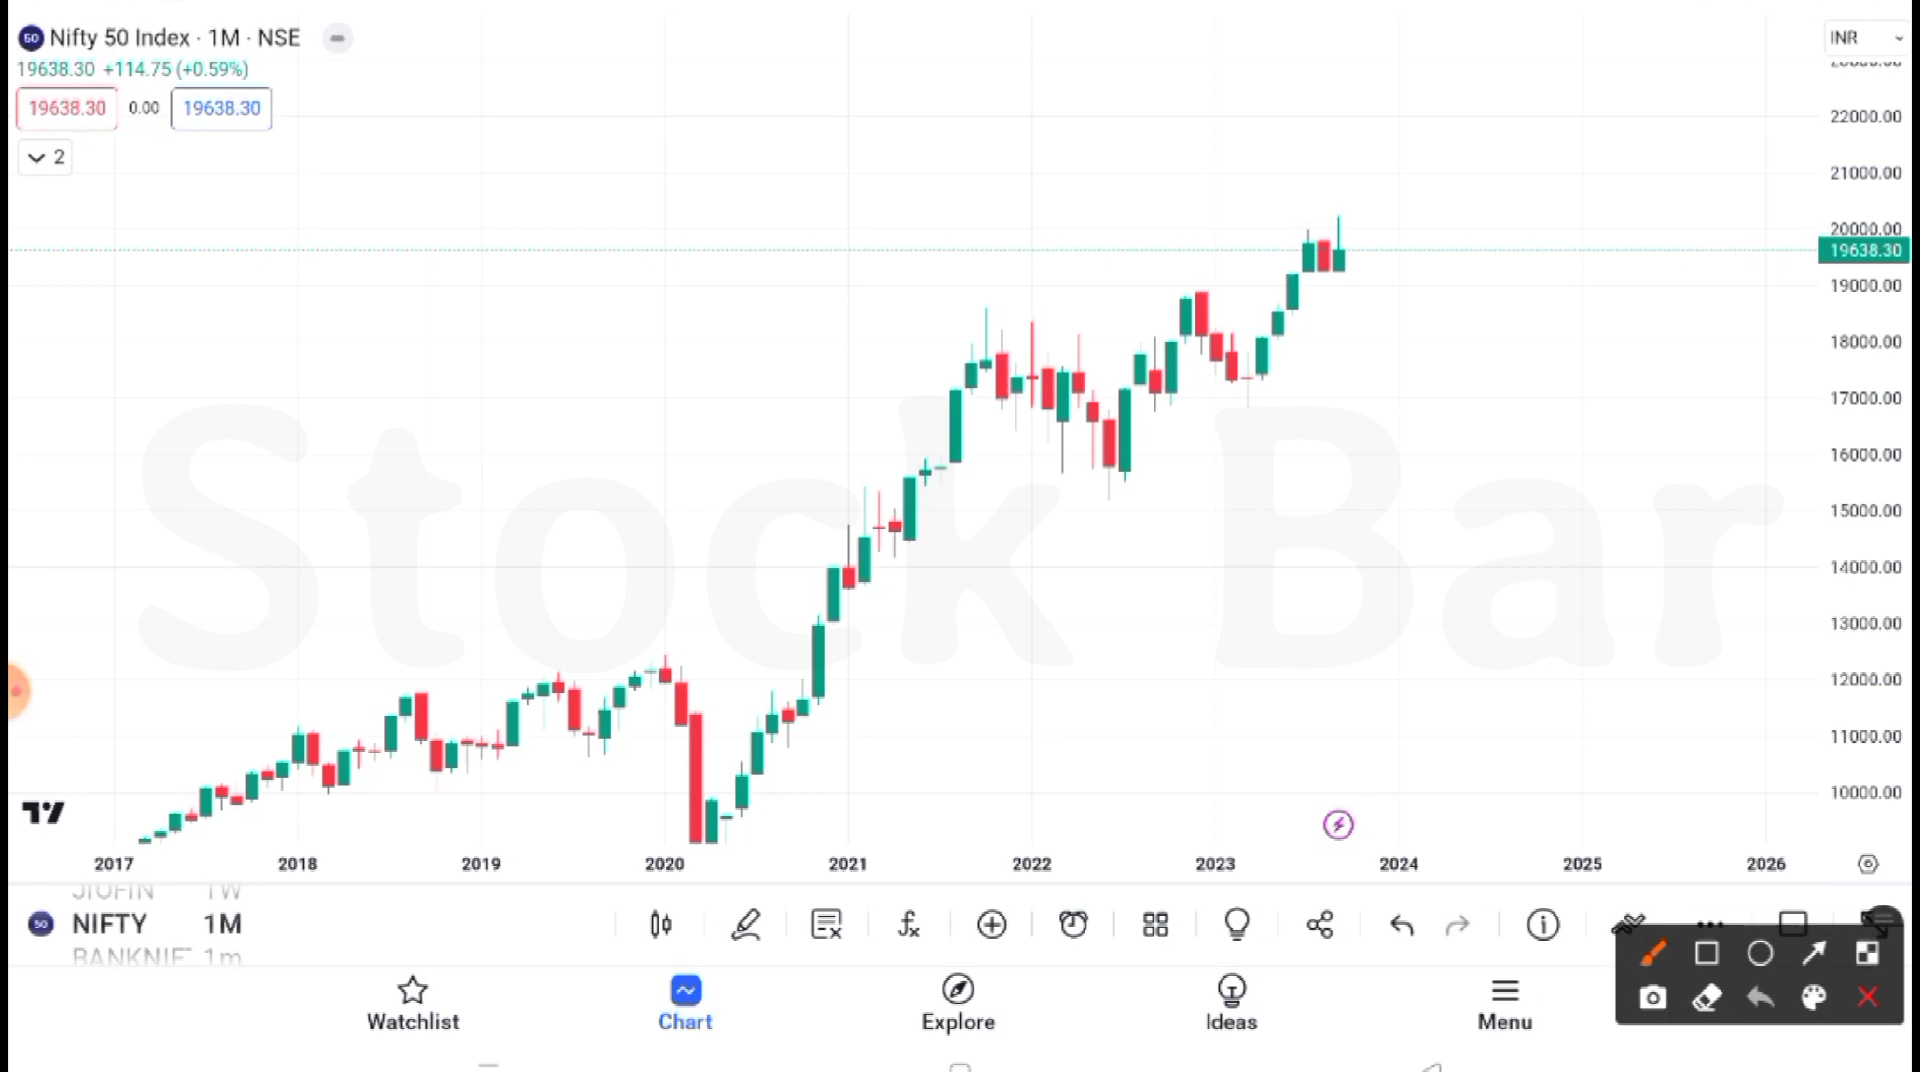 50 Nifty 50 Index · 1M · NSE
INR
19638.30 +114.75 (+0.59%)
19638.30 0.00 19638.30
2
22000.00
21000.00
20000.00
19638.30
19000.00
18000.00
17000.00
16000.00
15000.00
14000.00
13000.00
12000.00
11000.00
10000.00
Stock Bar
2017 2018 2019 2020 2021 2022 2023 2024 2025 2026
JIOFIN 1W
50 NIFTY 1M
BANKNIF 1m
Watchlist Chart Explore Ideas Menu